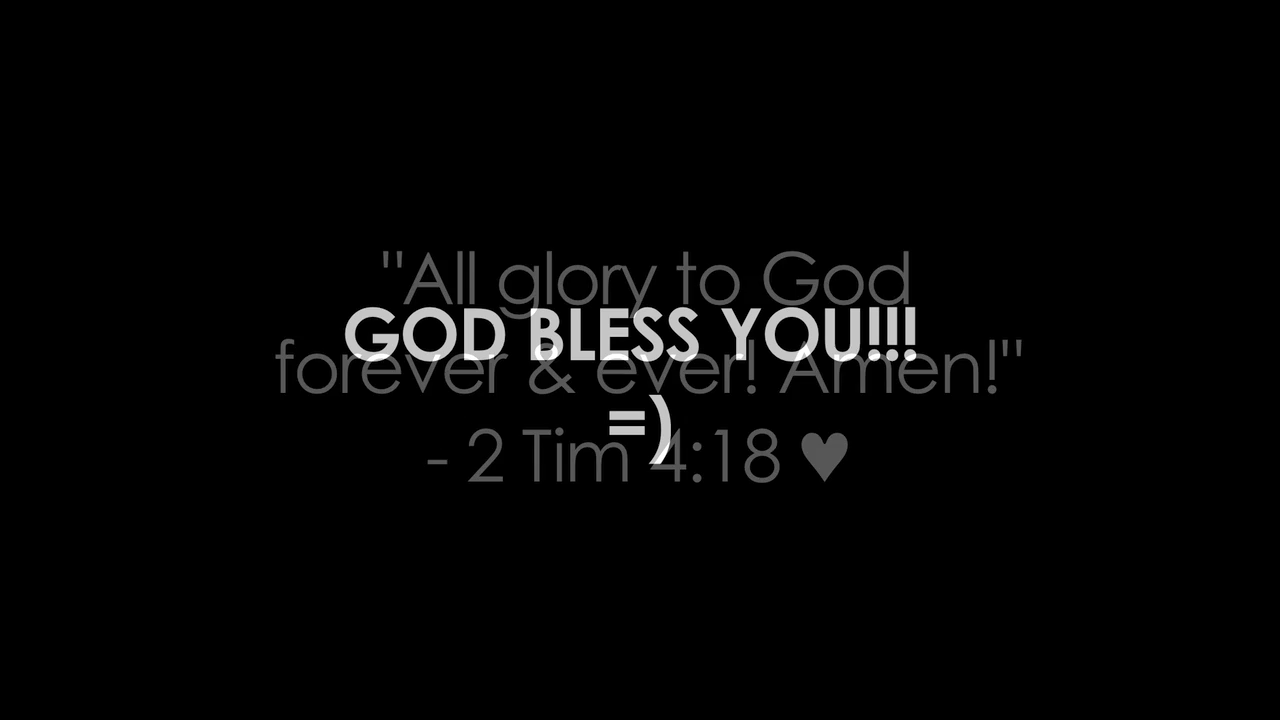 "All glory to God
GOD BLESS YOU!!!
forever & ever! Amen!"
=)
- 2 Tim 4:18 ♥